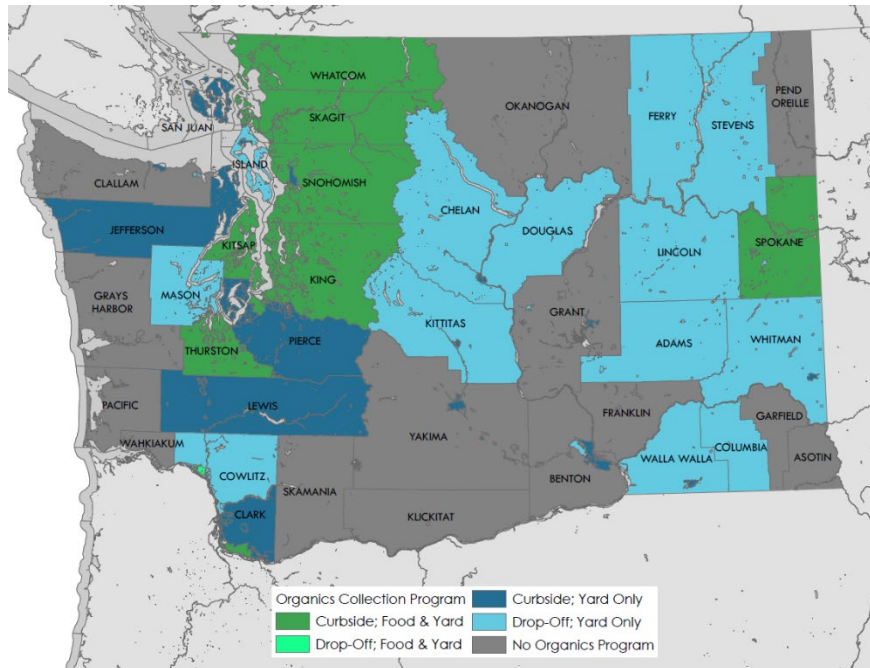 WHATCOM
SKAGIT
SAN JUAN
ISLAND
SNOHOMISH
OKANOGAN
FERRY
STEVENS
PEND
OREILLE
CLALLAM
JEFFERSON
CHELAN
DOUGLAS
KITSAP
KING
LINCOLN
SPOKANE
MASON
GRAYS
HARBOR
KITTITAS
GRANT
ADAMS
WHITMAN
THURSTON
PIERCE
PACIFIC
LEWIS
YAKIMA
FRANKLIN
GARFIELD
WAHKIAKUM
COWLITZ
SKAMANIA
BENTON
WALLA WALLA
COLUMBIA
ASOTIN
CLARK
KLICKITAT
Organics Collection Program
Curbside; Food & Yard
Drop-Off; Food & Yard
Curbside; Yard Only
Drop-Off; Yard Only
No Organics Program